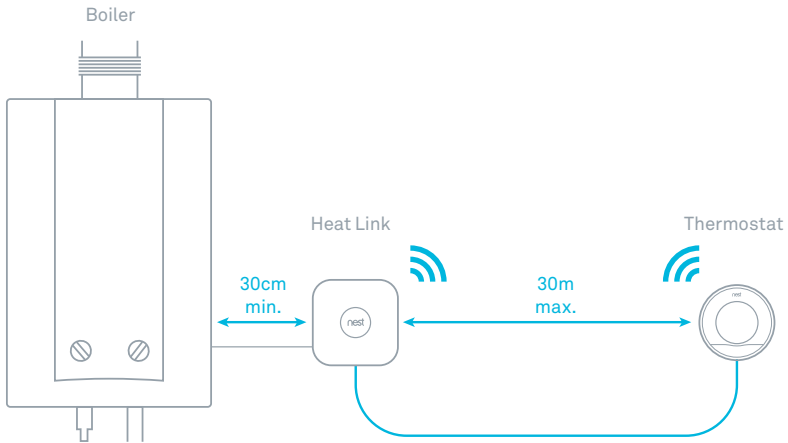 Boiler
Heat Link
Thermostat
30cm
min.
30m
max.
nest
nest